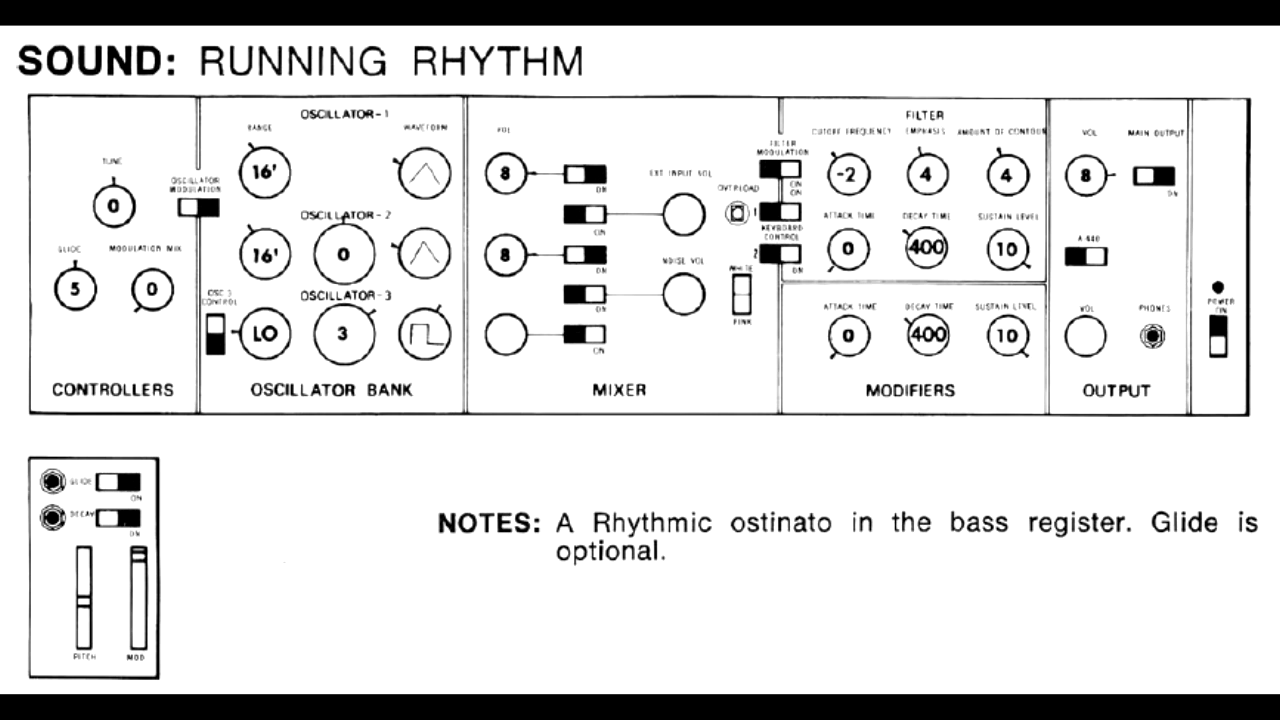 SOUND: RUNNING RHYTHM
OSCILLATOR-1
FILTER
RANGE
WAVEFORM
VOL
CUTOFF FREQUENCY
EMPHASIS
AMOUNT OF CONTOUR
VOL
MAIN OUTPUT
TUNE
OSCILLATOR MODULATION
FILTER MODULATION
16'
8
-2
4
4
8
0
ON
ON
ON
EXT INPUT VOL
OVERLOAD
1
ON
OSCILLATOR-2
ATTACK TIME
DECAY TIME
SUSTAIN LEVEL
KEYBOARD CONTROL
ON
A-440
GLIDE
MODULATION MIX
16'
0
8
2
0
400
10
NOISE VOL
WHITE
ON
ON
5
0
OSC. 3 CONTROL
OSCILLATOR-3
ON
PINK
ATTACK TIME
DECAY TIME
SUSTAIN LEVEL
VOL
PHONES
POWER
ON
LO
3
0
400
10
ON
CONTROLLERS
OSCILLATOR BANK
MIXER
MODIFIERS
OUTPUT
GLIDE
ON
DECAY
ON
PITCH
MOD
NOTES: A Rhythmic ostinato in the bass register. Glide is
optional.